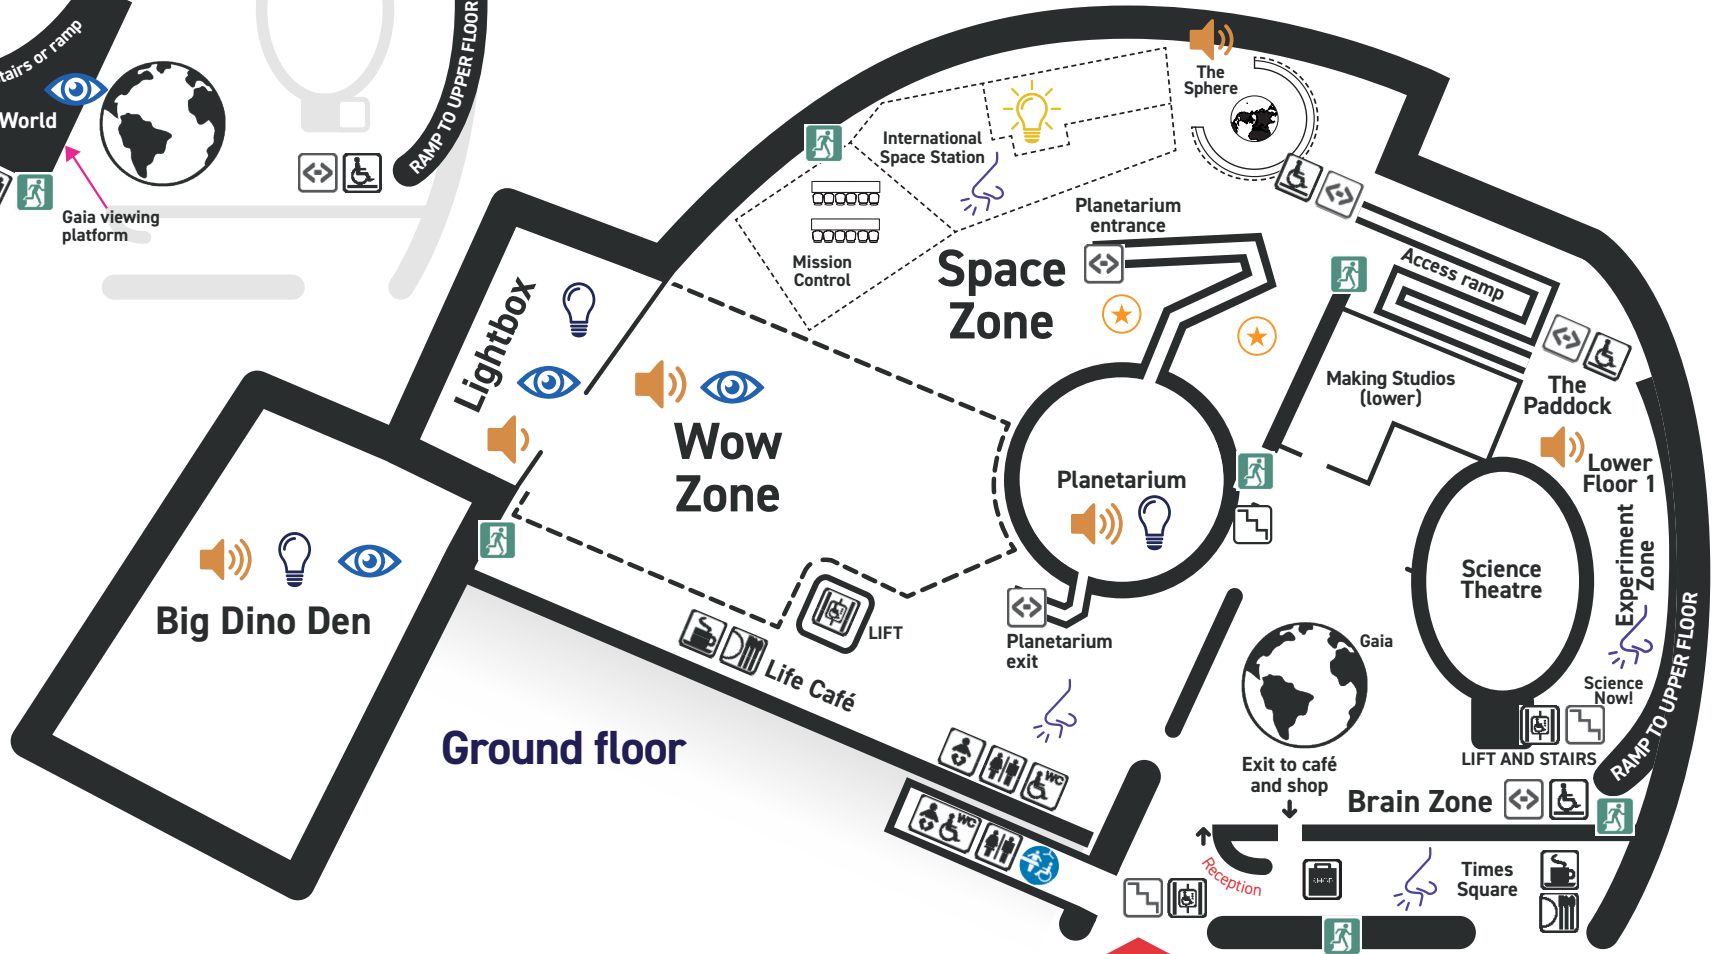 tairs or ramp
World
Gaia viewing
platform
RAMP TO UPPER FLOOR
The
Sphere
International
Space Station
Mission
Control
Planetarium
entrance
Space
Zone
Access ramp
Lightbox
Wow
Zone
Making Studios
(lower)
The
Paddock
Lower
Floor 1
Planetarium
Experiment
Zone
Science
Theatre
Big Dino Den
LIFT
Life Café
Planetarium
exit
Gaia
Science
Now!
RAMP TO UPPER FLOOR
LIFT AND STAIRS
Ground floor
Exit to café
and shop
Brain Zone
WC
WC
Reception
SHOP
Times
Square